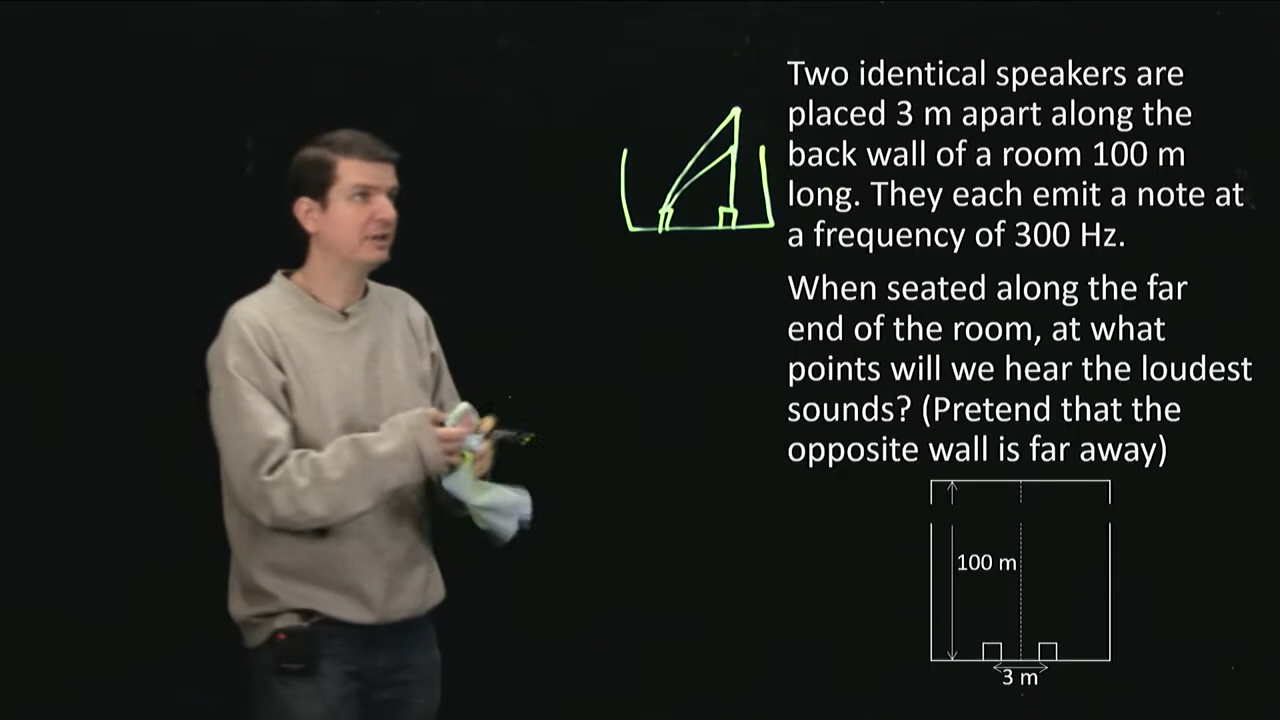 Two identical speakers are
placed 3 m apart along the
back wall of a room 100 m
long. They each emit a note at
a frequency of 300 Hz.
When seated along the far
end of the room, at what
points will we hear the loudest
sounds? (Pretend that the
opposite wall is far away)
100 m
3 m